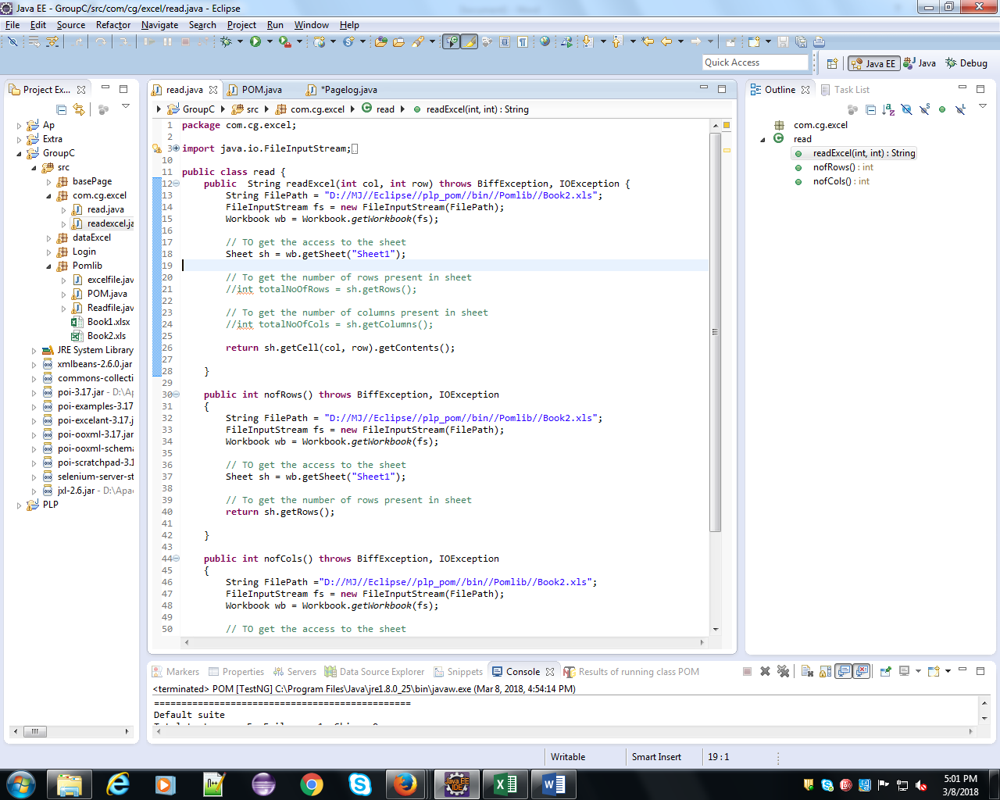 Java EE - GroupC/src/com/cg/excel/read.java - Eclipse
File Edit Source Refactor Navigate Search Project Run Window Help
Quick Access
Java EE
Java
Debug
Project Ex...
Ap
Extra
GroupC
src
basePage
com.cg.excel
read.java
readexcel.ja
dataExcel
Login
Pomlib
excelfile.jav
POM.java
Readfile.jav
Book1.xlsx
Book2.xls
JRE System Library
xmlbeans-2.6.0.jar
commons-collecti
poi-3.17.jar - D:\Ap
poi-examples-3.17
poi-excelant-3.17.j
poi-ooxml-3.17.jar
poi-ooxml-schema
poi-scratchpad-3.1
selenium-server-st
jxl-2.6.jar - D:\Apac
PLP
read.java
POM.java
*Pagelog.java
GroupC
src
com.cg.excel
read
readExcel(int, int) : String
1 package com.cg.excel;
2
3 import java.io.FileInputStream;
10
11 public class read {
12 public  String readExcel(int col, int row) throws BiffException, IOException {
13 String FilePath = "D://MJ//Eclipse//plp_pom//bin//Pomlib//Book2.xls";
14 FileInputStream fs = new FileInputStream(FilePath);
15 Workbook wb = Workbook.getWorkbook(fs);
16
17 // TO get the access to the sheet
18 Sheet sh = wb.getSheet("Sheet1");
19
20 // To get the number of rows present in sheet
21 //int totalNoOfRows = sh.getRows();
22
23 // To get the number of columns present in sheet
24 //int totalNoOfCols = sh.getColumns();
25
26 return sh.getCell(col, row).getContents();
27
28 }
29
30 public int nofRows() throws BiffException, IOException
31 {
32 String FilePath = "D://MJ//Eclipse//plp_pom//bin//Pomlib//Book2.xls";
33 FileInputStream fs = new FileInputStream(FilePath);
34 Workbook wb = Workbook.getWorkbook(fs);
35
36 // TO get the access to the sheet
37 Sheet sh = wb.getSheet("Sheet1");
38
39 // To get the number of rows present in sheet
40 return sh.getRows();
41
42 }
43
44 public int nofCols() throws BiffException, IOException
45 {
46 String FilePath ="D://MJ//Eclipse//plp_pom//bin//Pomlib//Book2.xls";
47 FileInputStream fs = new FileInputStream(FilePath);
48 Workbook wb = Workbook.getWorkbook(fs);
49
50 // TO get the access to the sheet
Outline
Task List
com.cg.excel
read
readExcel(int, int) : String
nofRows() : int
nofCols() : int
Markers
Properties
Servers
Data Source Explorer
Snippets
Console
Results of running class POM
<terminated> POM [TestNG] C:\Program Files\Java\jre1.8.0_25\bin\javaw.exe (Mar 8, 2018, 4:54:14 PM)
===============================================
Default suite
Writable
Smart Insert
19 : 1
Java EE IDE
5:01 PM
3/8/2018